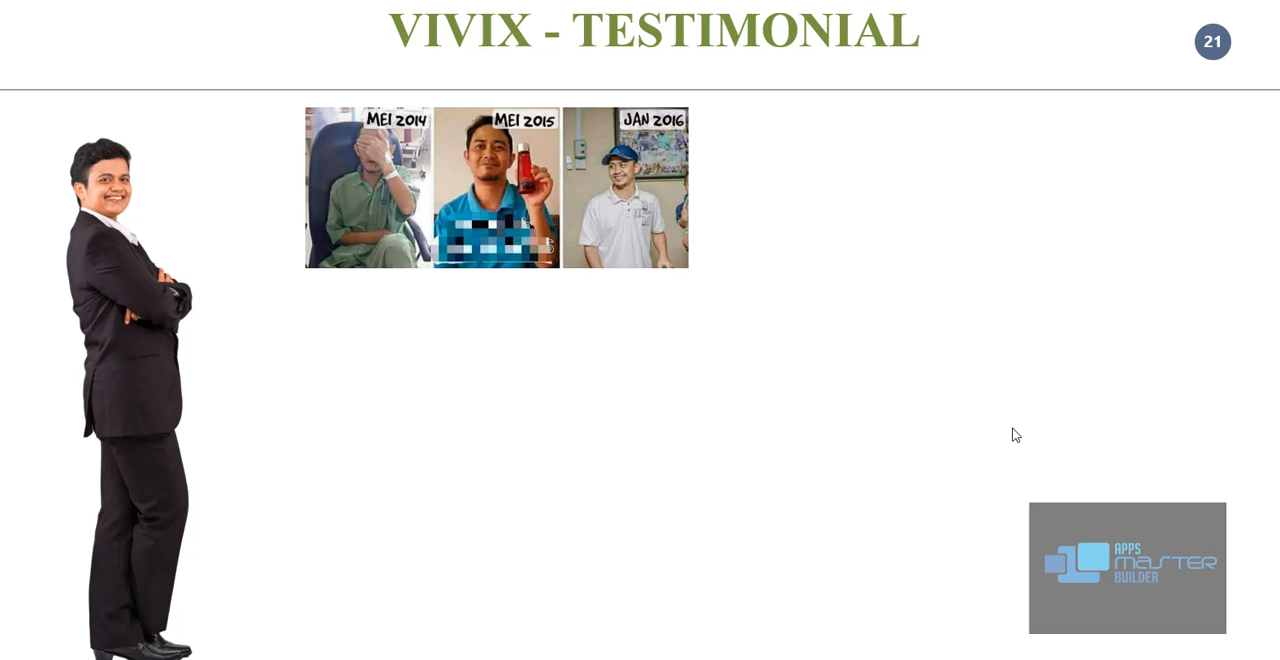 VIVIX - TESTIMONIAL
21
MEI 2014
MEI 2015
JAN 2016
APPS
MASTER
BUILDER